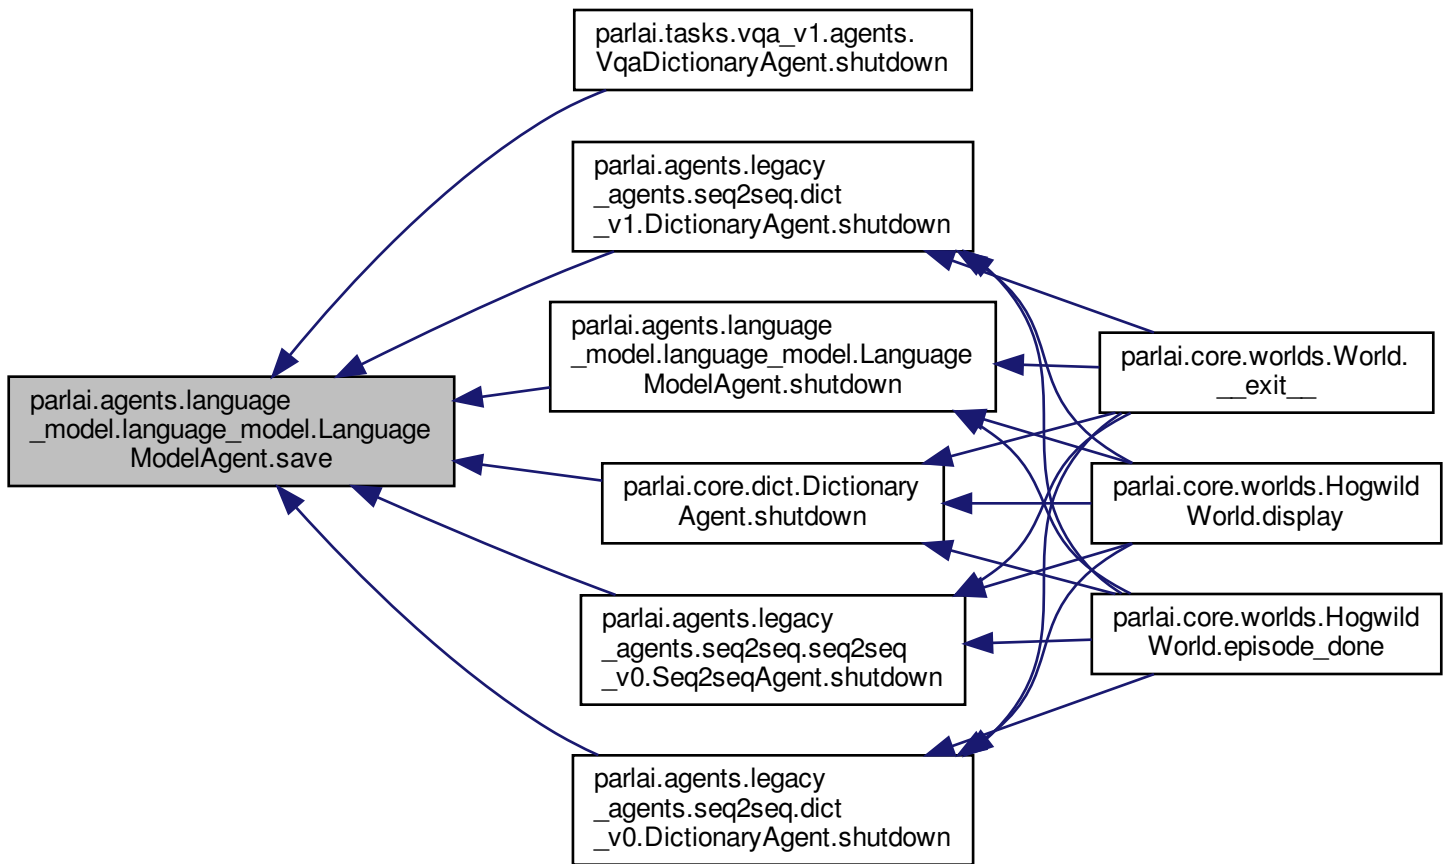 parlai.tasks.vqa_v1.agents.
VqaDictionaryAgent.shutdown
parlai.agents.legacy
_agents.seq2seq.dict
_v1.DictionaryAgent.shutdown
parlai.agents.language
_model.language_model.Language
ModelAgent.shutdown
parlai.core.worlds.World.
__exit__
parlai.agents.language
_model.language_model.Language
ModelAgent.save
parlai.core.dict.Dictionary
Agent.shutdown
parlai.core.worlds.Hogwild
World.display
parlai.agents.legacy
_agents.seq2seq.seq2seq
_v0.Seq2seqAgent.shutdown
parlai.core.worlds.Hogwild
World.episode_done
parlai.agents.legacy
_agents.seq2seq.dict
_v0.DictionaryAgent.shutdown